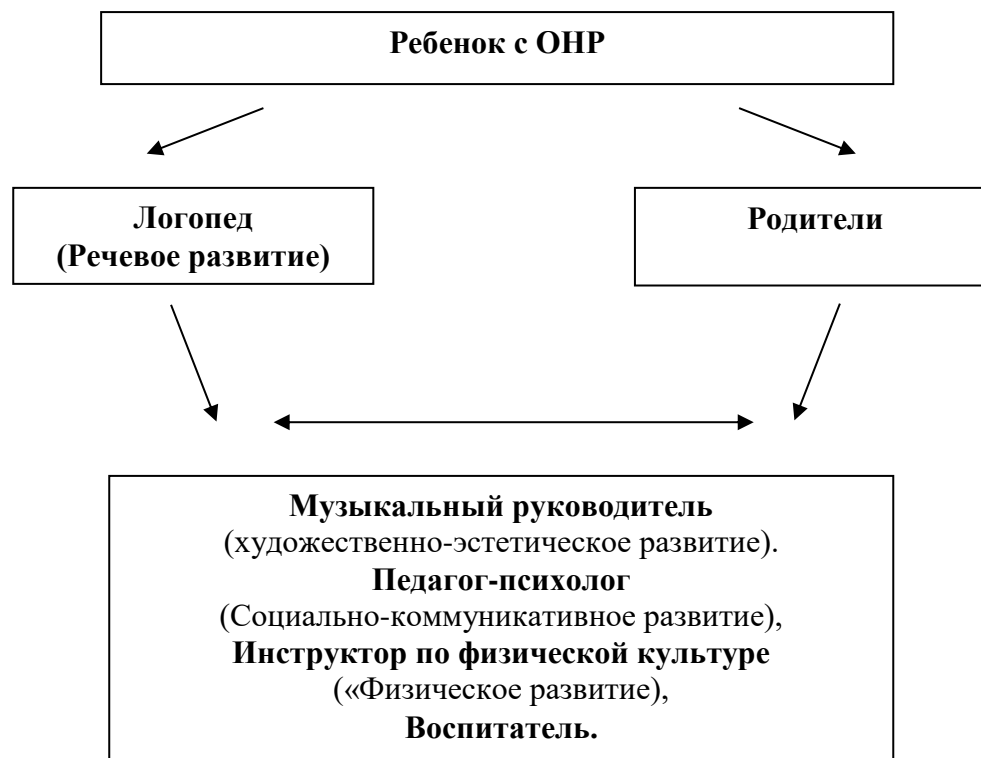 Ребенок с ОНР
Логопед
(Речевое развитие)
Родители
Музыкальный руководитель
(художественно-эстетическое развитие).
Педагог-психолог
(Социально-коммуникативное развитие),
Инструктор по физической культуре
(«Физическое развитие),
Воспитатель.